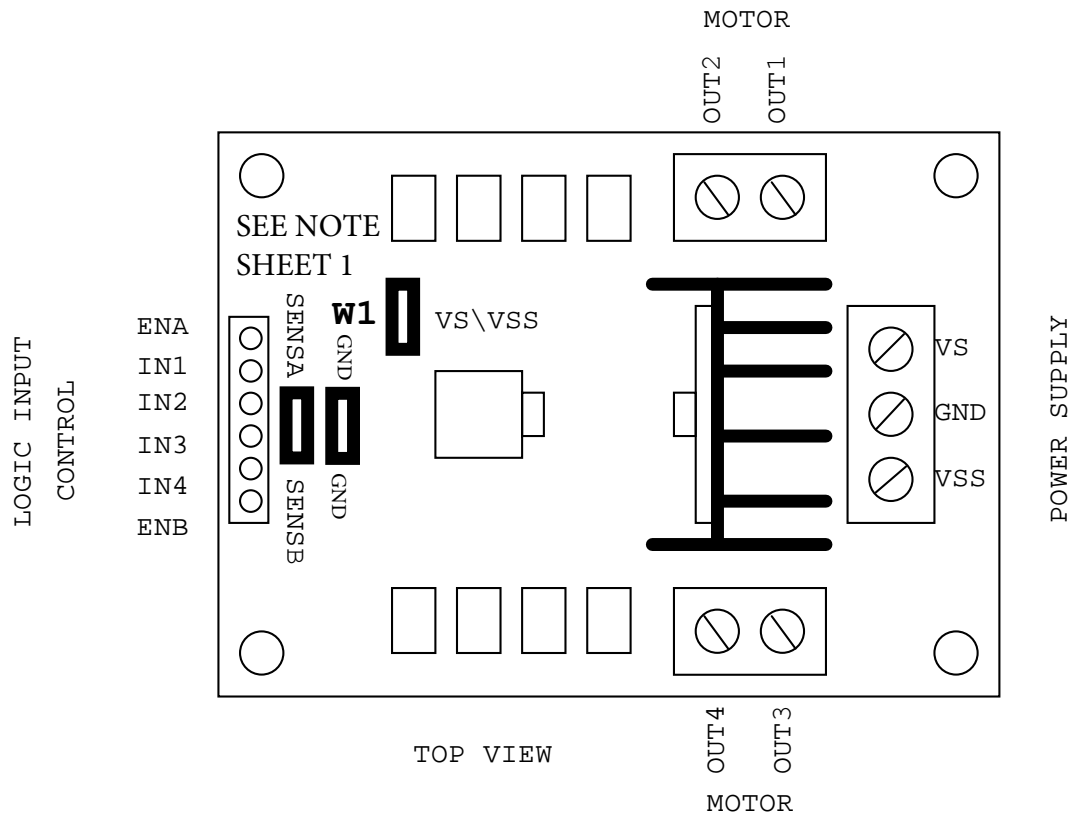 MOTOR
OUT2
OUT1
SEE NOTE
SHEET 1
SENSA
W1
GND
VS\VSS
LOGIC INPUT
CONTROL
ENA
IN1
IN2
IN3
IN4
ENB
SENSB
GND
VS
GND
VSS
POWER SUPPLY
TOP VIEW
OUT4
OUT3
MOTOR